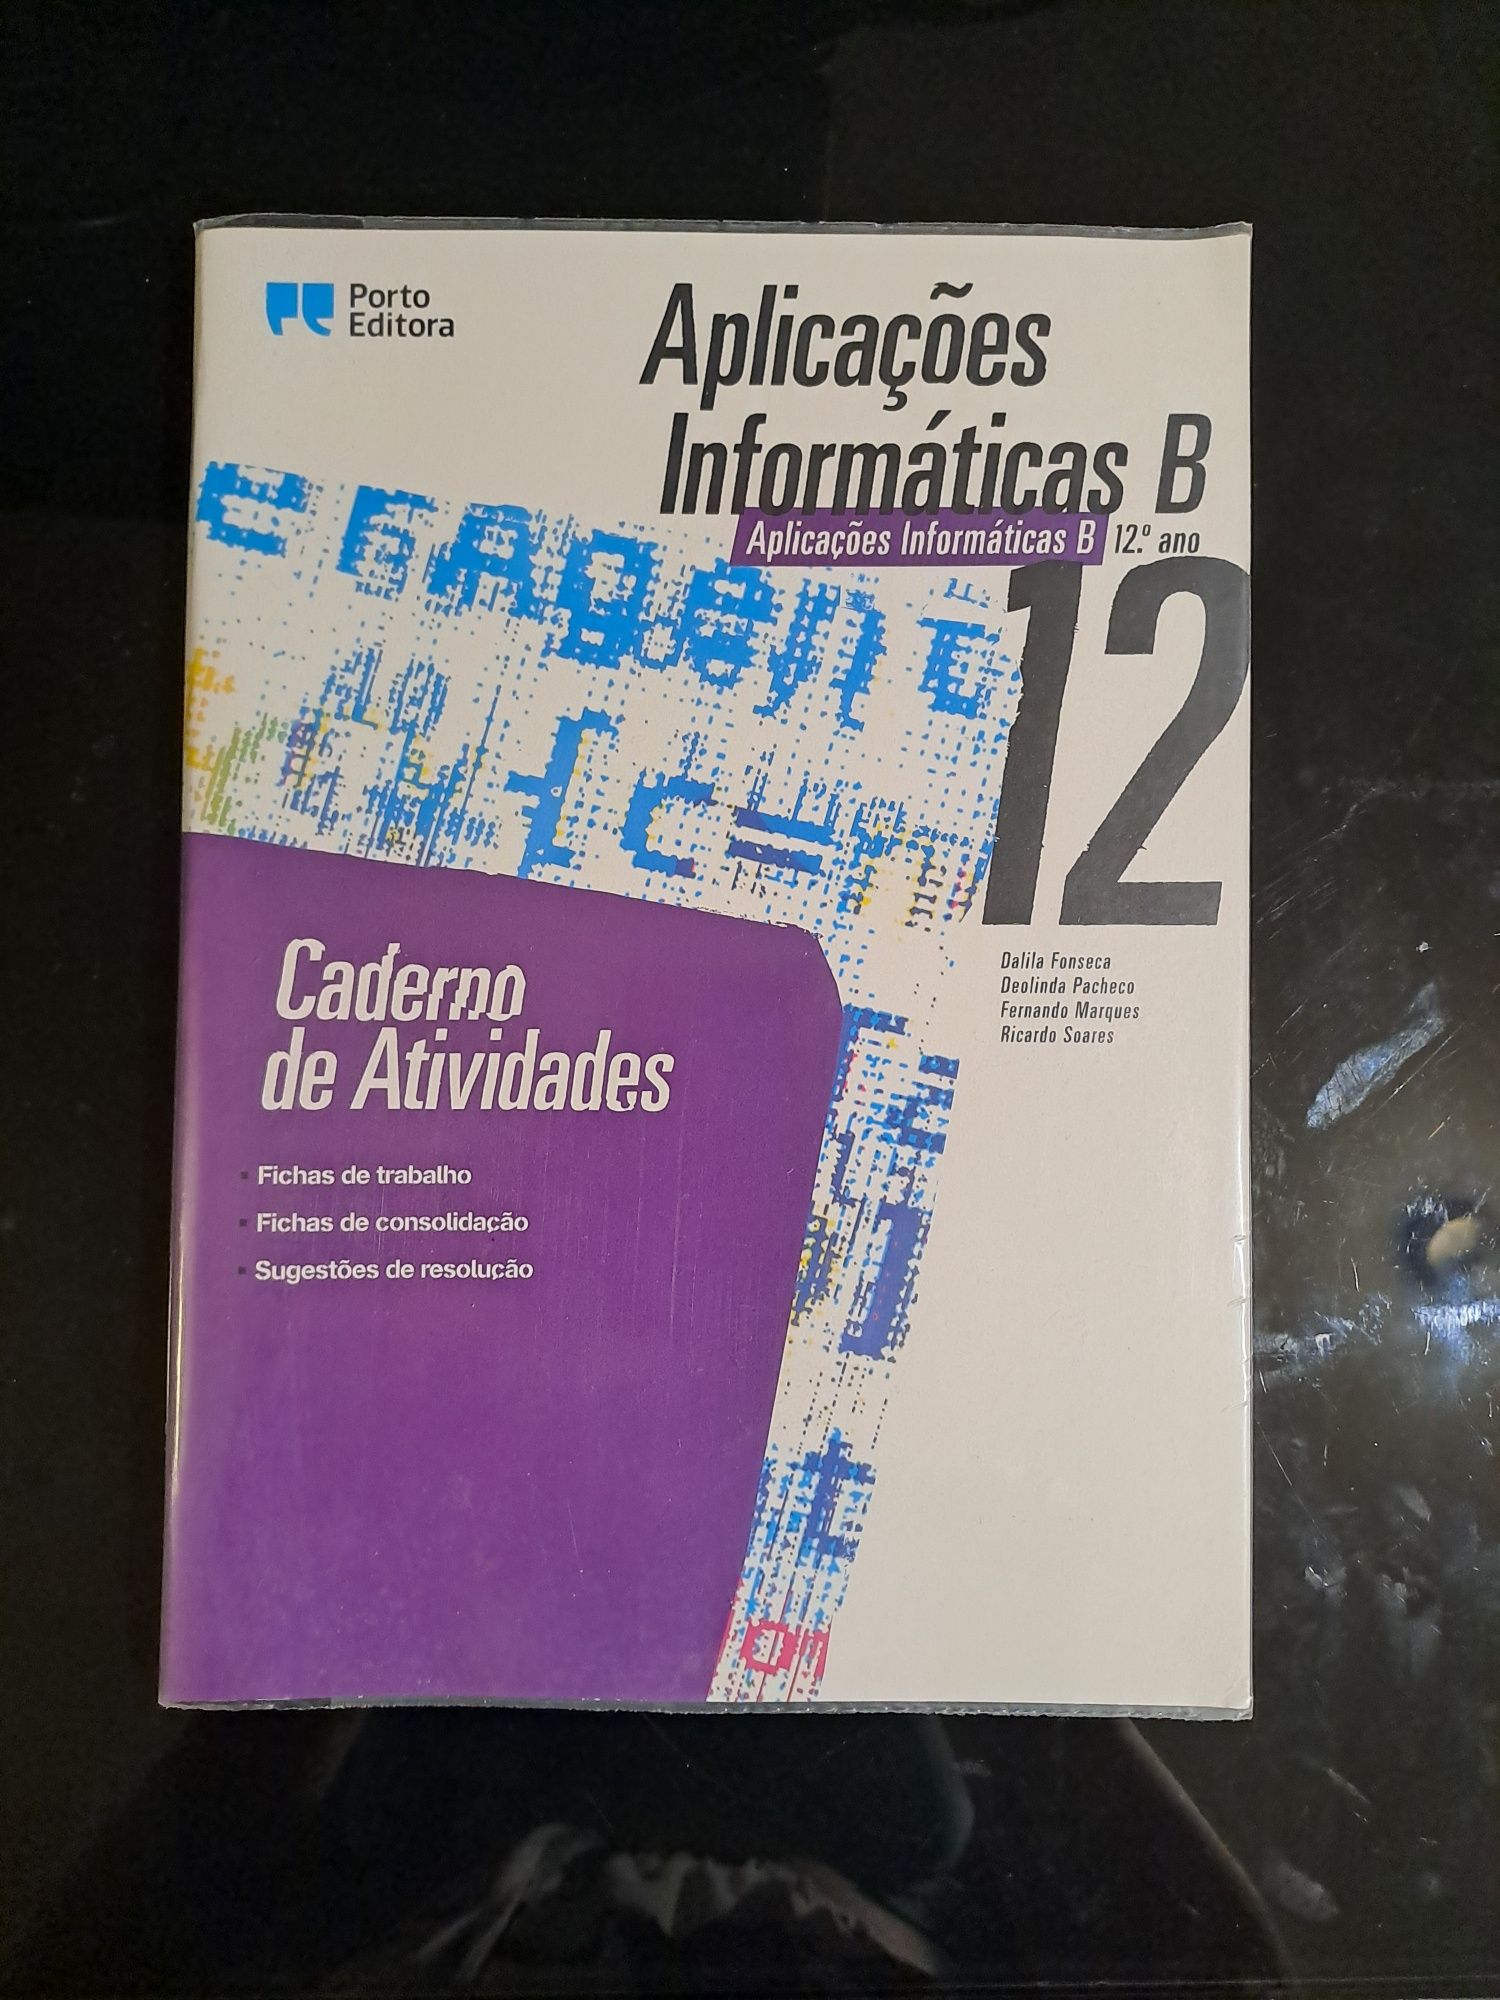 Porto
Editora
Aplicações
Informáticas B
Aplicações Informáticas B 12.º ano
12
Dalila Fonseca
Deolinda Pacheco
Fernando Marques
Ricardo Soares
Caderno
de Atividades
▪ Fichas de trabalho
▪ Fichas de consolidação
▪ Sugestões de resolução